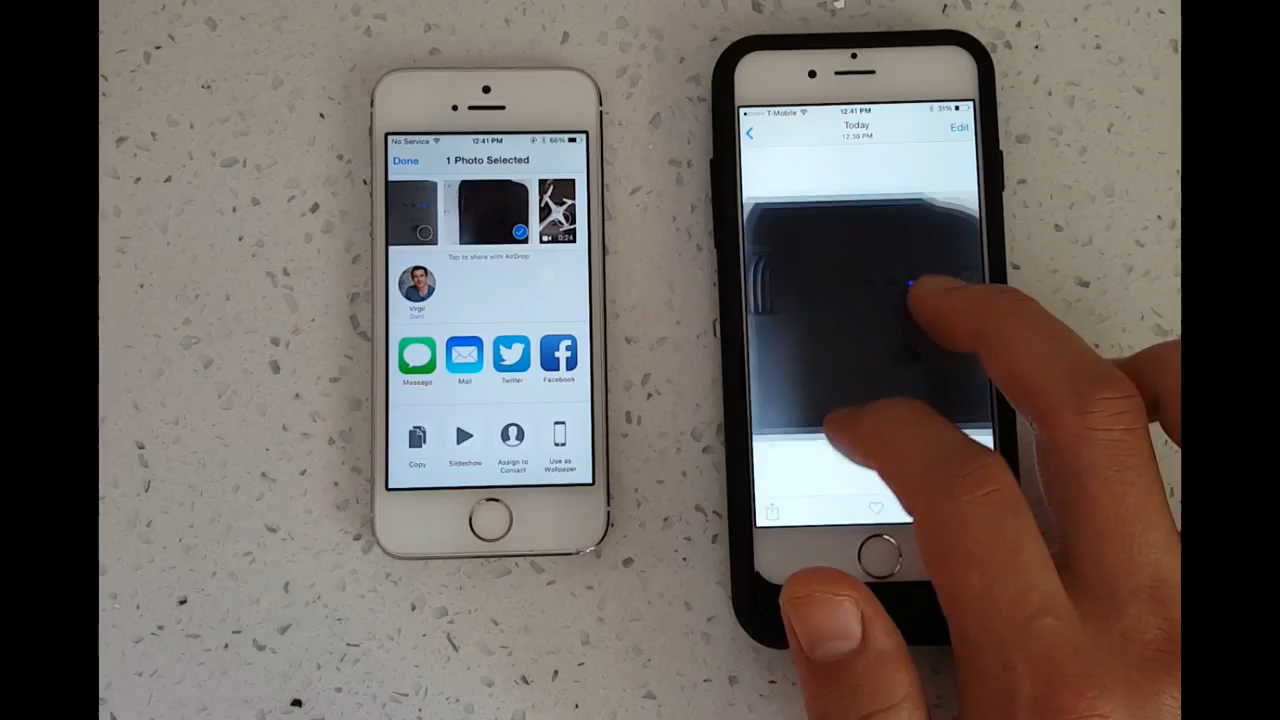 No Service 12:41 PM 66%
Done 1 Photo Selected
0:24
Tap to share with AirDrop
Virgil
Sent
Message Mail Twitter Facebook
Copy Slideshow Assign to Contact Use as Wallpaper
T-Mobile 12:41 PM 31%
Today
12:30 PM
Edit